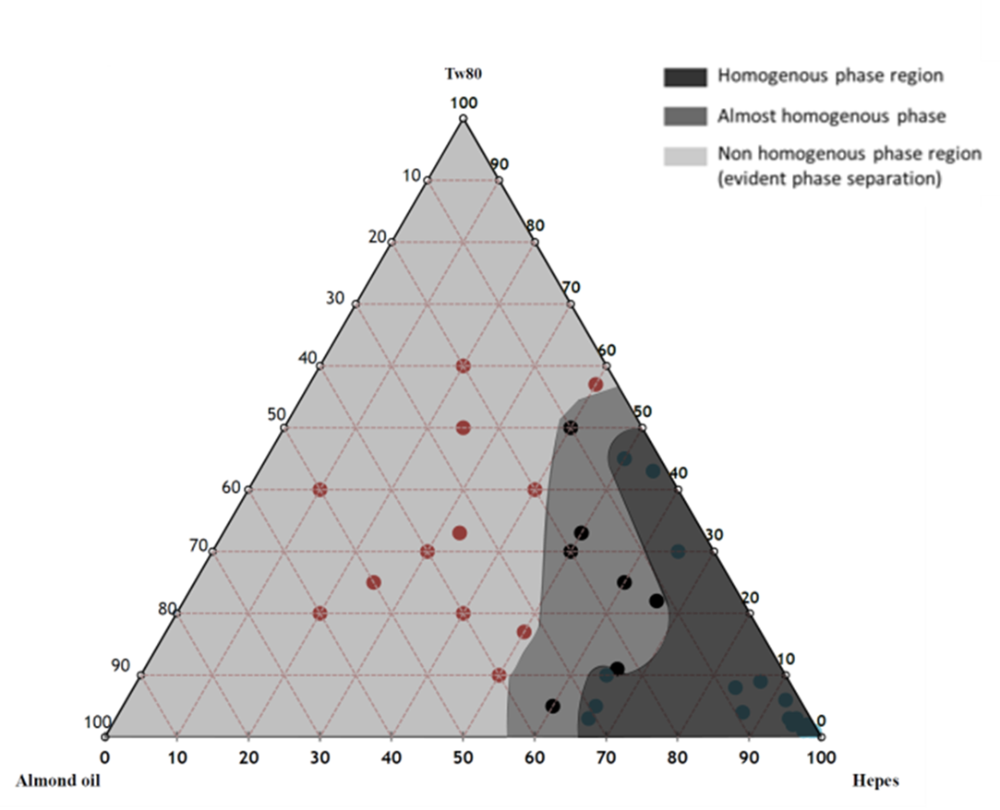 Tw80
100
Homogenous phase region
Almost homogenous phase
Non homogenous phase region
(evident phase separation)
10 90
20 80
30 70
40 60
50 50
60 40
70 30
80 20
90 10
100 0
0 10 20 30 40 50 60 70 80 90 100
Almond oil Hepes